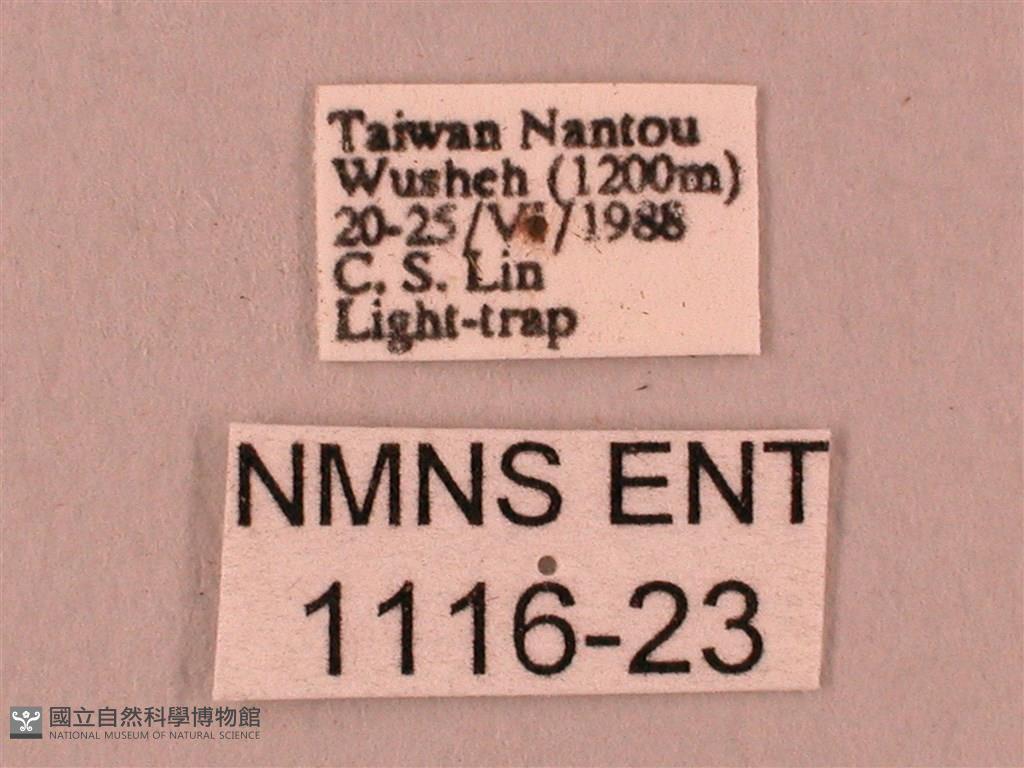 Taiwan Nantou
Wusheh (1200m)
20-25/ /1988
C. S. Lin
Light-trap
NMNS ENT
1116-23
國立自然科學博物館
NATIONAL MUSEUM OF NATURAL SCIENCE